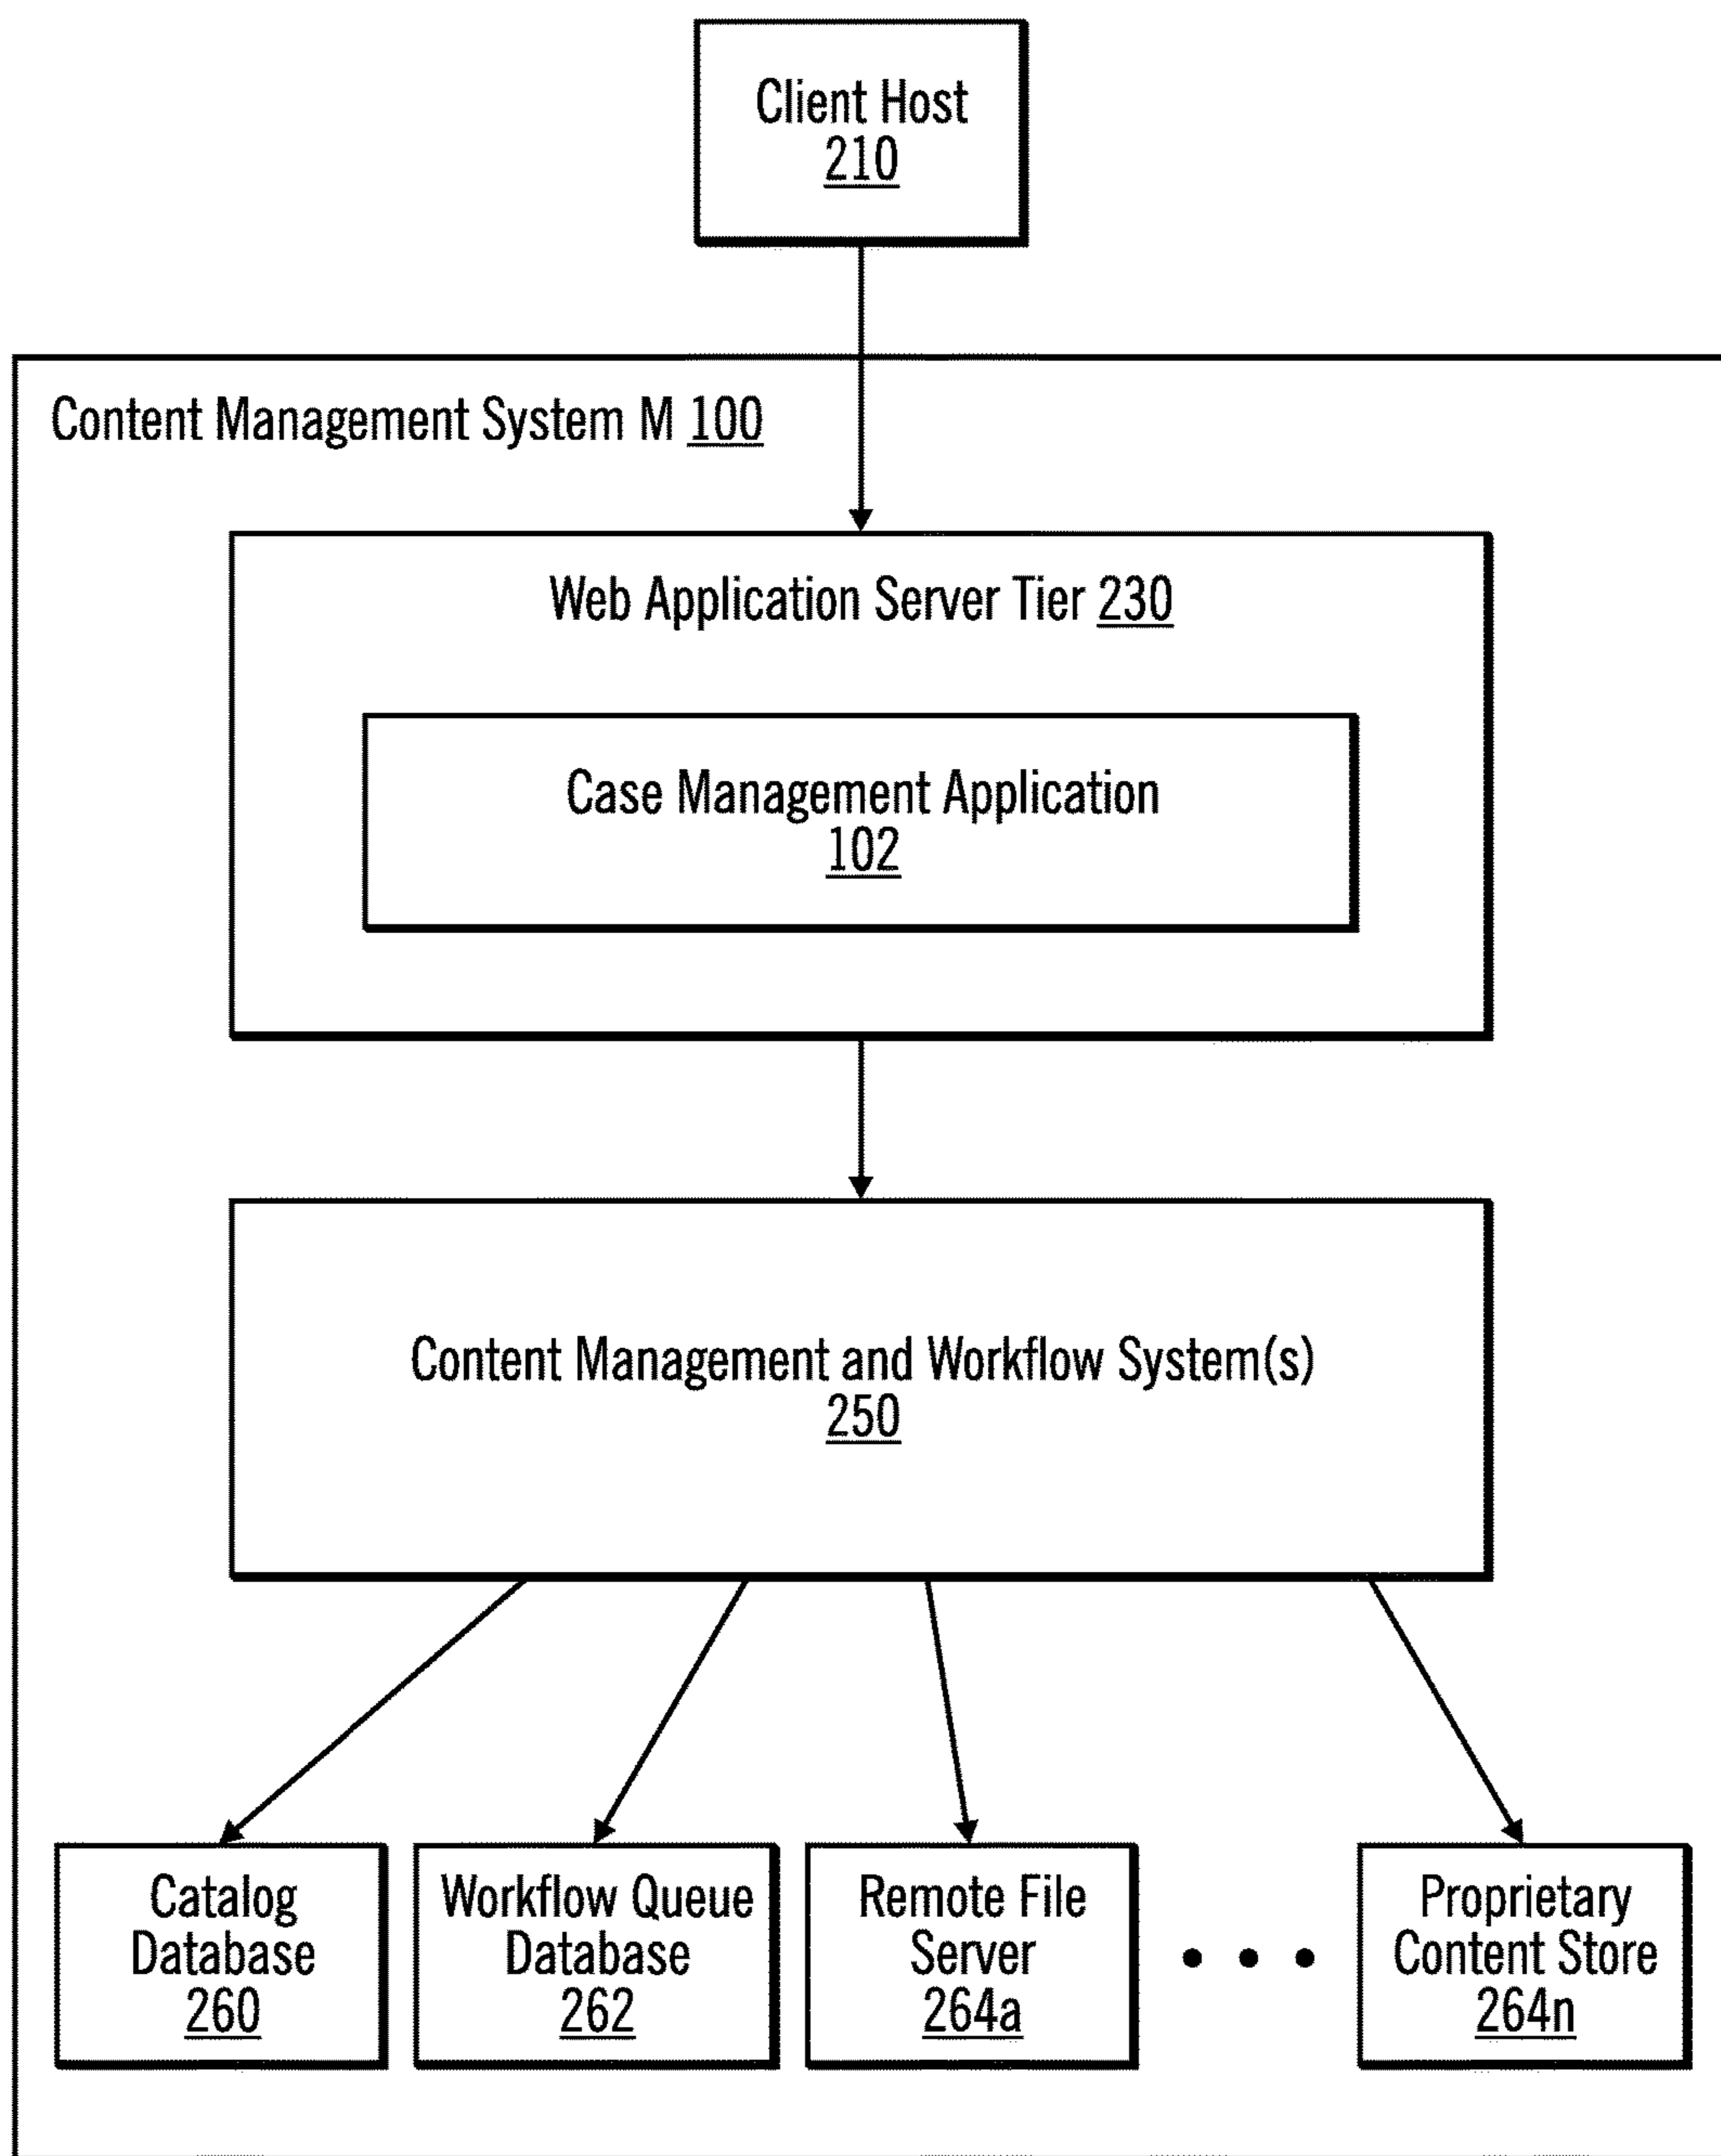 Client Host
210
Content Management System M 100
Web Application Server Tier 230
Case Management Application
102
Content Management and Workflow System(s)
250
Catalog
Database
260
Workflow Queue
Database
262
Remote File
Server
264a
• • •
Proprietary
Content Store
264n